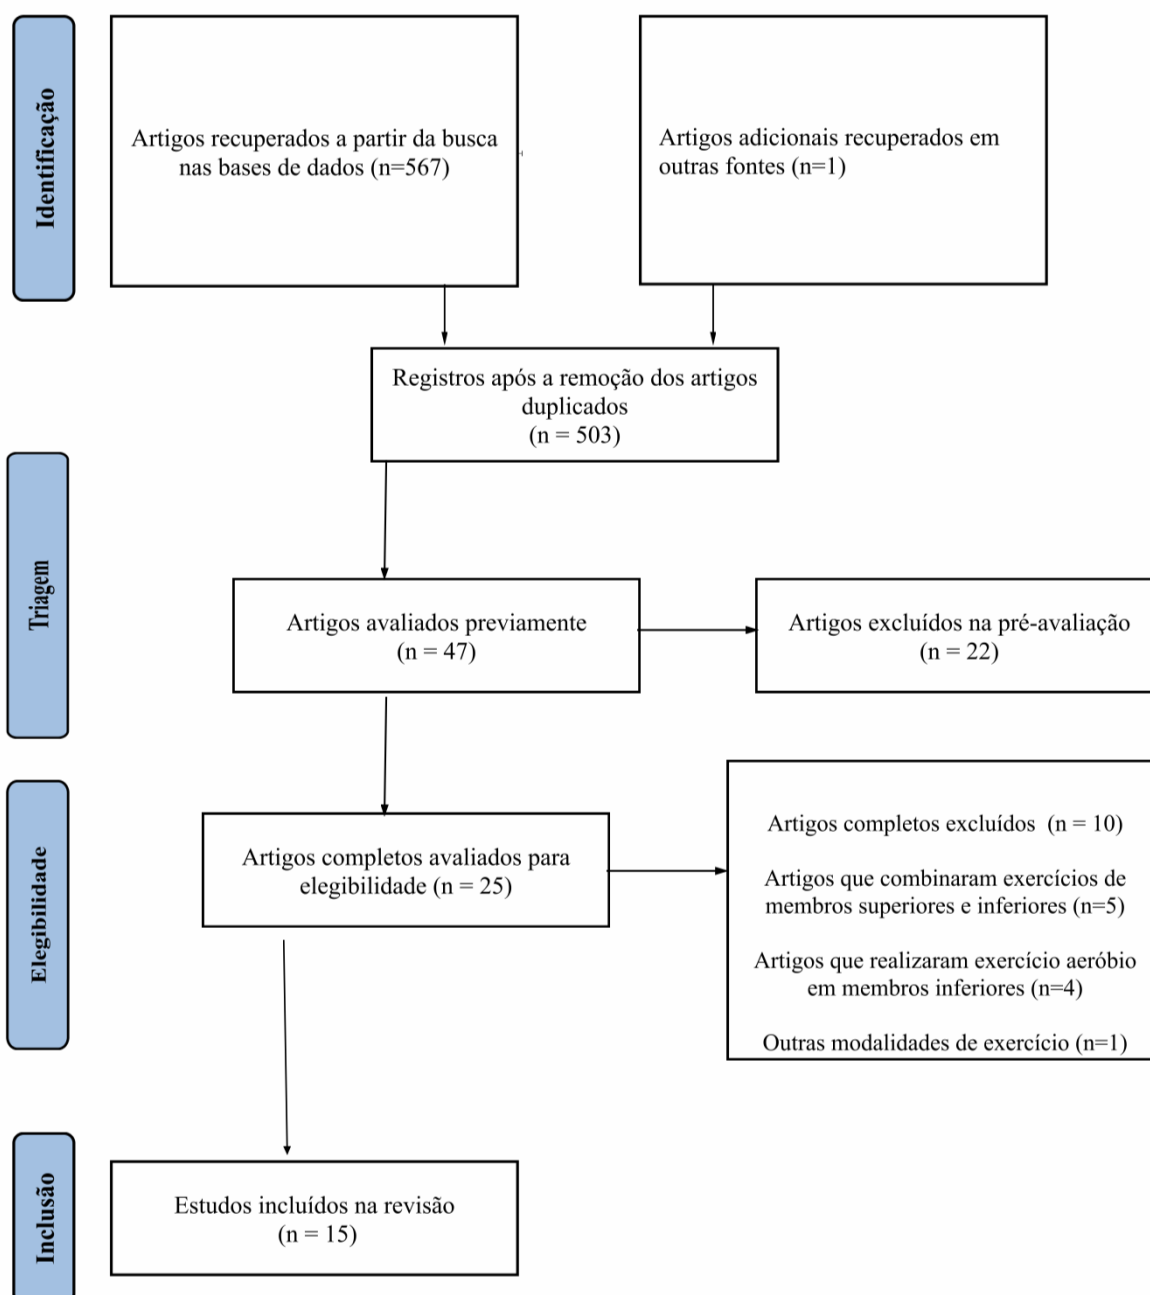 Identificação
Artigos recuperados a partir da busca
nas bases de dados (n=567)
Artigos adicionais recuperados em
outras fontes (n=1)
Registros após a remoção dos artigos
duplicados
(n = 503)
Triagem
Artigos avaliados previamente
(n = 47)
Artigos excluídos na pré-avaliação
(n = 22)
Elegibilidade
Artigos completos avaliados para
elegibilidade (n = 25)
Artigos completos excluídos (n = 10)
Artigos que combinaram exercícios de
membros superiores e inferiores (n=5)
Artigos que realizaram exercício aeróbio
em membros inferiores (n=4)
Outras modalidades de exercício (n=1)
Inclusão
Estudos incluídos na revisão
(n = 15)